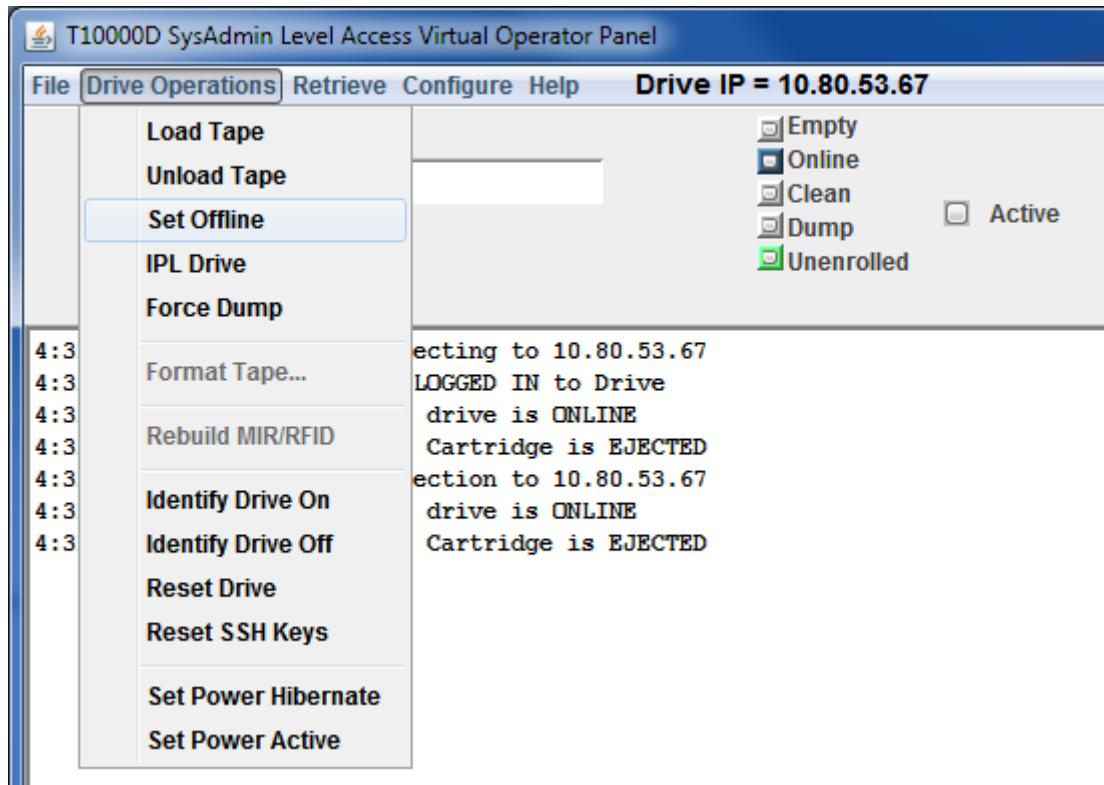 T10000D SysAdmin Level Access Virtual Operator Panel
File Drive Operations Retrieve Configure Help Drive IP = 10.80.53.67
Load Tape
Unload Tape
Set Offline
IPL Drive
Force Dump
Format Tape...
Rebuild MIR/RFID
Identify Drive On
Identify Drive Off
Reset Drive
Reset SSH Keys
Set Power Hibernate
Set Power Active
Empty
Online
Clean
Dump
Unenrolled
Active
4:3 ecting to 10.80.53.67
4:3 LOGGED IN to Drive
4:3 drive is ONLINE
4:3 Cartridge is EJECTED
4:3 ection to 10.80.53.67
4:3 drive is ONLINE
4:3 Cartridge is EJECTED